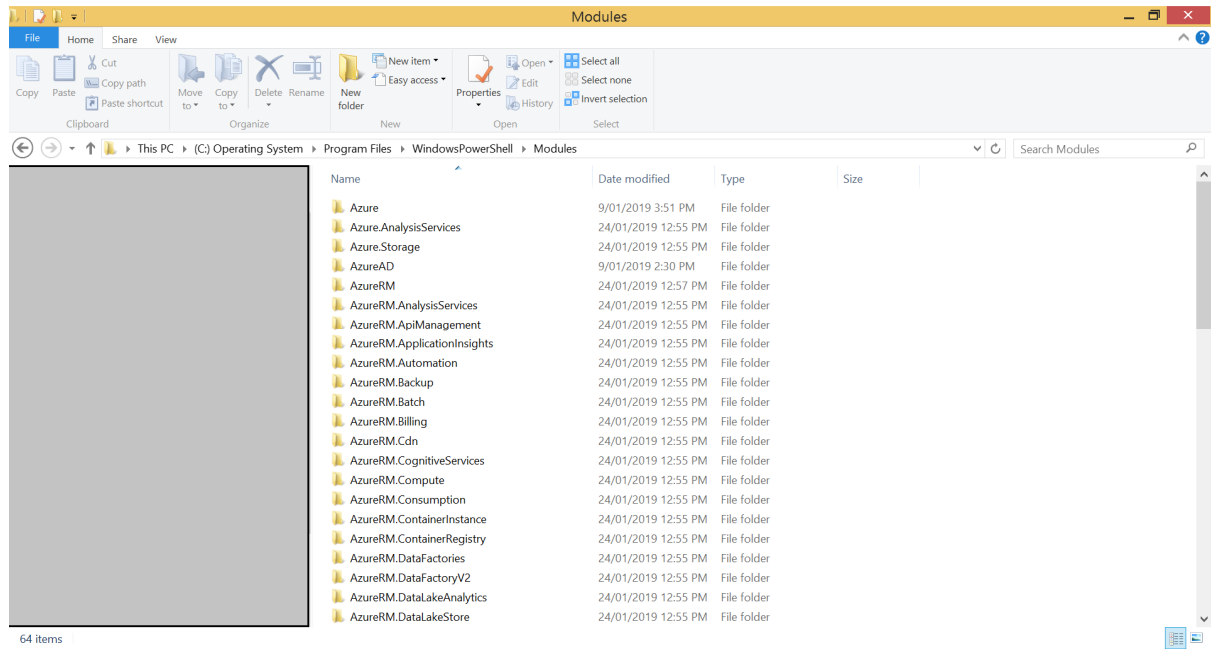 Modules
File Home Share View
Copy Paste Cut Copy path Paste shortcut Move to Copy to Delete Rename New folder New item Easy access Properties Open Edit History Select all Select none Invert selection
Clipboard Organize New Open Select
This PC (C:) Operating System Program Files WindowsPowerShell Modules Search Modules
Name Date modified Type Size
Azure 9/01/2019 3:51 PM File folder
Azure.AnalysisServices 24/01/2019 12:55 PM File folder
Azure.Storage 24/01/2019 12:55 PM File folder
AzureAD 9/01/2019 2:30 PM File folder
AzureRM 24/01/2019 12:57 PM File folder
AzureRM.AnalysisServices 24/01/2019 12:55 PM File folder
AzureRM.ApiManagement 24/01/2019 12:55 PM File folder
AzureRM.ApplicationInsights 24/01/2019 12:55 PM File folder
AzureRM.Automation 24/01/2019 12:55 PM File folder
AzureRM.Backup 24/01/2019 12:55 PM File folder
AzureRM.Batch 24/01/2019 12:55 PM File folder
AzureRM.Billing 24/01/2019 12:55 PM File folder
AzureRM.Cdn 24/01/2019 12:55 PM File folder
AzureRM.CognitiveServices 24/01/2019 12:55 PM File folder
AzureRM.Compute 24/01/2019 12:55 PM File folder
AzureRM.Consumption 24/01/2019 12:55 PM File folder
AzureRM.ContainerInstance 24/01/2019 12:55 PM File folder
AzureRM.ContainerRegistry 24/01/2019 12:55 PM File folder
AzureRM.DataFactories 24/01/2019 12:55 PM File folder
AzureRM.DataFactoryV2 24/01/2019 12:55 PM File folder
AzureRM.DataLakeAnalytics 24/01/2019 12:55 PM File folder
AzureRM.DataLakeStore 24/01/2019 12:55 PM File folder
64 items